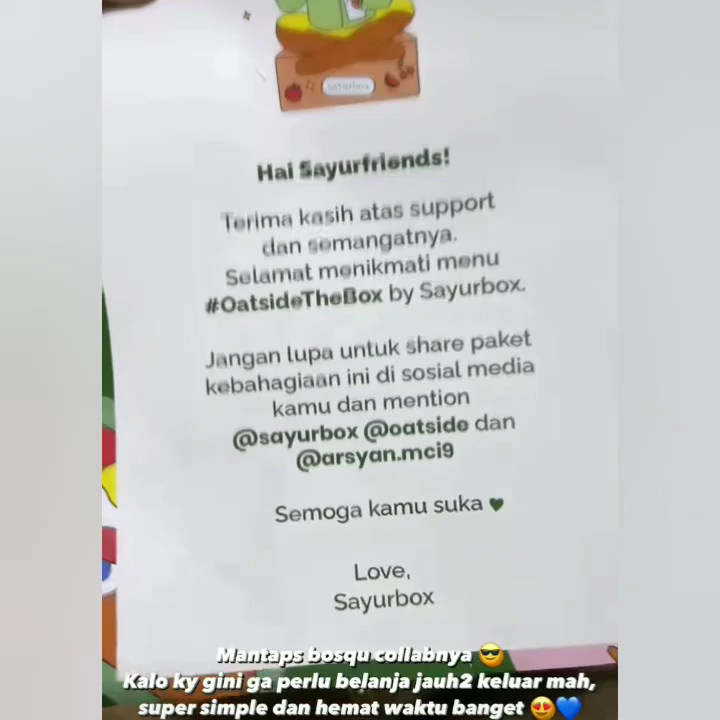 sayurbox
Hai Sayurfriends!
Terima kasih atas support
dan semangatnya.
Selamat menikmati menu
#OatsideTheBox by Sayurbox.
Jangan lupa untuk share paket
kebahagiaan ini di sosial media
kamu dan mention
@sayurbox @oatside dan
@arsyan.mci9
Semoga kamu suka ♥
Love,
Sayurbox
Mantaps bosqu collabnya 😎
Kalo ky gini ga perlu belanja jauh2 keluar mah,
super simple dan hemat waktu banget 😍💙